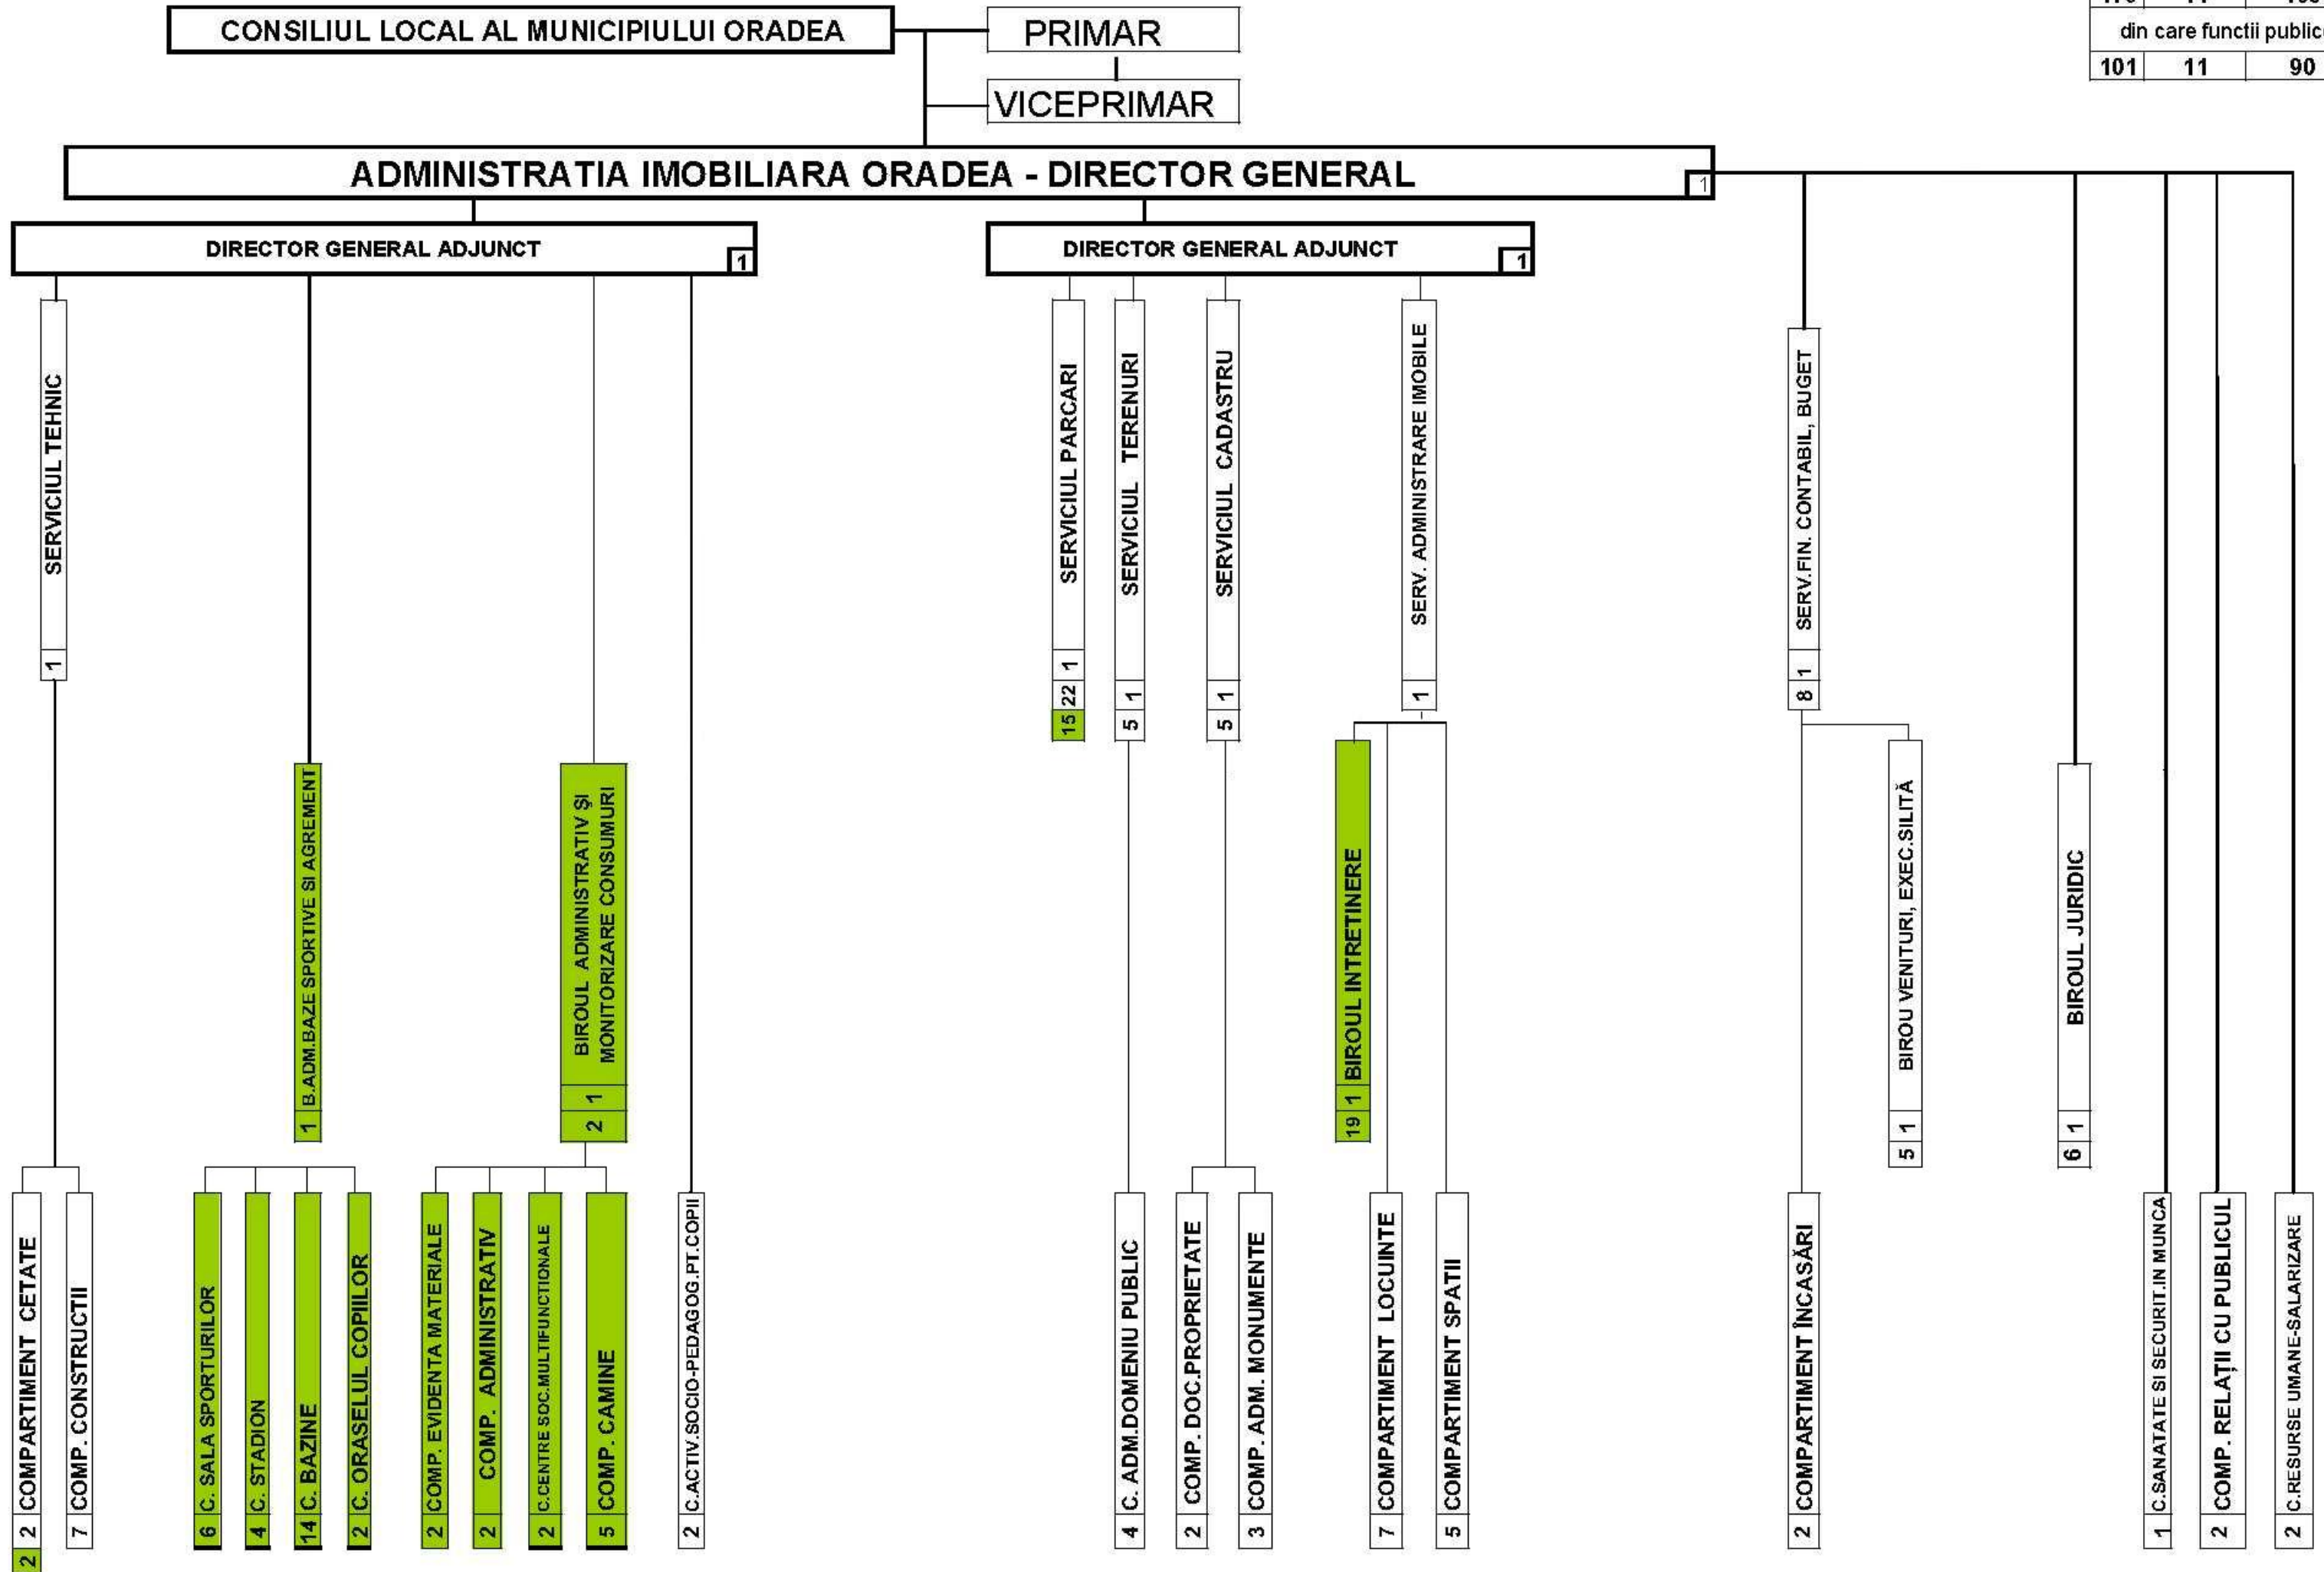 CONSILIUL LOCAL AL MUNICIPIULUI ORADEA
PRIMAR
din care functii public
101 11 90
VICEPRIMAR
ADMINISTRATIA IMOBILIARA ORADEA - DIRECTOR GENERAL
1
DIRECTOR GENERAL ADJUNCT
1
DIRECTOR GENERAL ADJUNCT
1
1 SERVICIUL TEHNIC
15 22 1 SERVICIUL PARCARI
5 1 SERVICIUL TERENURI
5 1 SERVICIUL CADASTRU
1 SERV. ADMINISTRARE IMOBILE
8 1 SERV.FIN. CONTABIL, BUGET
1 B.ADM.BAZE SPORTIVE SI AGREMENT
2 1 BIROUL ADMINISTRATIV ŞI
MONITORIZARE CONSUMURI
19 1 BIROUL INTRETINERE
5 1 BIROU VENITURI, EXEC.SILITĂ
6 1 BIROUL JURIDIC
2 2 COMPARTIMENT CETATE
7 COMP. CONSTRUCTII
6 C. SALA SPORTURILOR
4 C. STADION
14 C. BAZINE
2 C. ORASELUL COPIILOR
2 COMP. EVIDENTA MATERIALE
2 COMP. ADMINISTRATIV
2 C.CENTRE SOC.MULTIFUNCTIONALE
5 COMP. CAMINE
2 C.ACTIV.SOCIO-PEDAGOG.PT.COPII
4 C. ADM.DOMENIU PUBLIC
2 COMP. DOC.PROPRIETATE
3 COMP. ADM. MONUMENTE
7 COMPARTIMENT LOCUINTE
5 COMPARTIMENT SPATII
2 COMPARTIMENT ÎNCASĂRI
1 C.SANATATE SI SECURIT.IN MUNCA
2 COMP. RELAȚII CU PUBLICUL
2 C.RESURSE UMANE-SALARIZARE